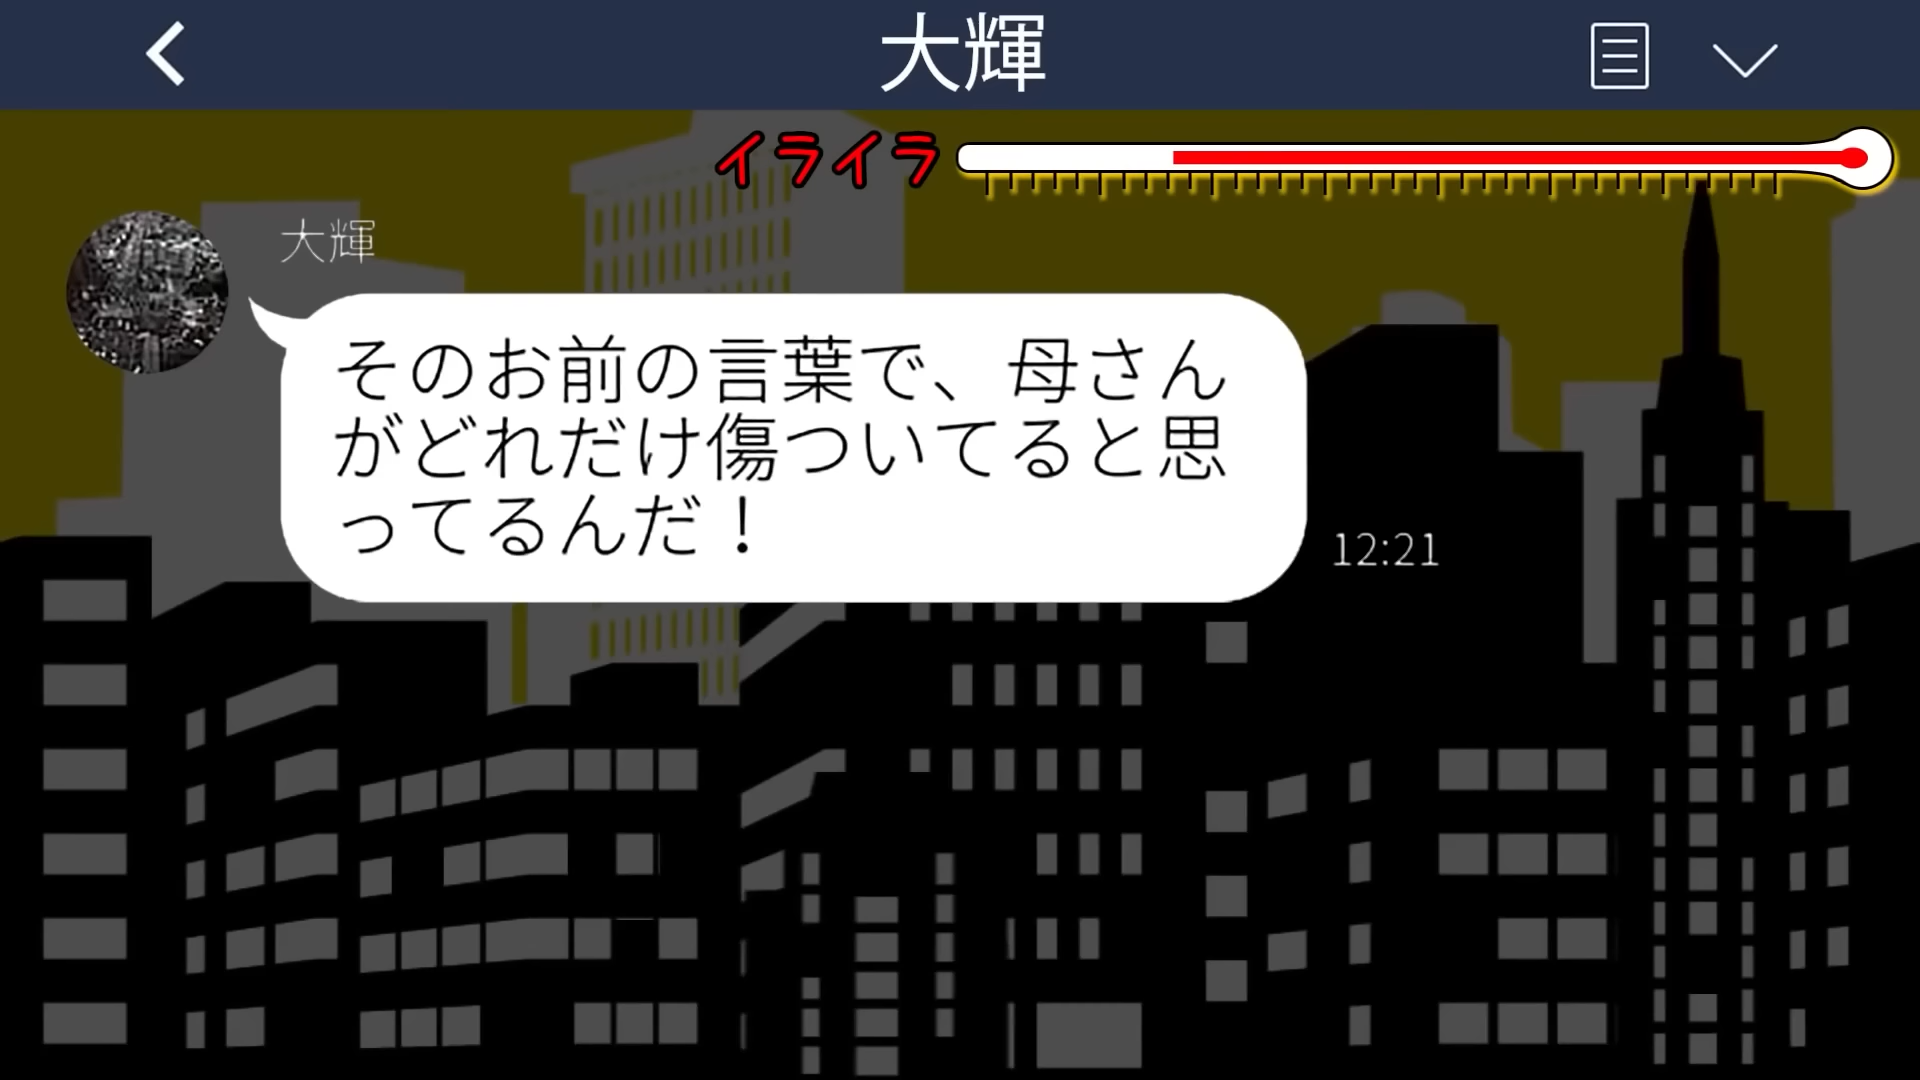 大輝
イライラ
大輝
そのお前の言葉で、母さん
がどれだけ傷ついてると思
ってるんだ！
12:21